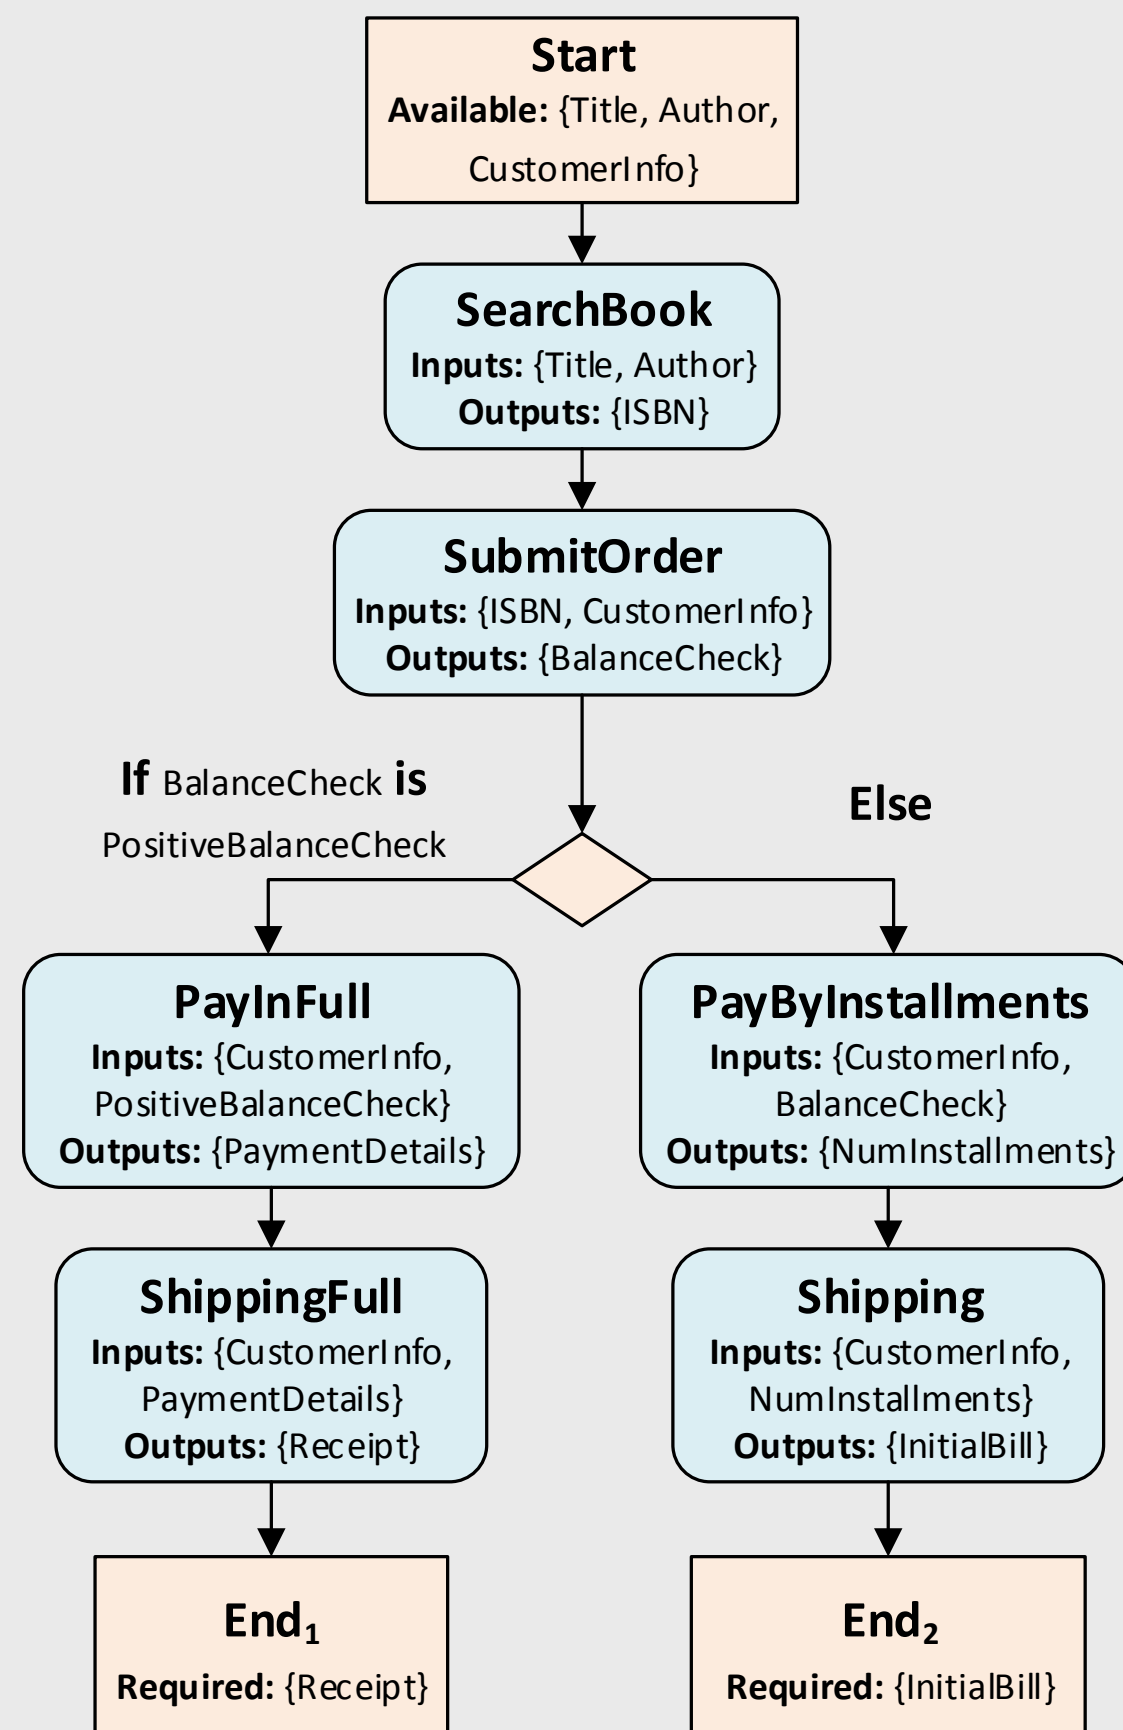 Start
Available: {Title, Author,
CustomerInfo}
SearchBook
Inputs: {Title, Author}
Outputs: {ISBN}
SubmitOrder
Inputs: {ISBN, CustomerInfo}
Outputs: {BalanceCheck}
If BalanceCheck is
PositiveBalanceCheck
Else
PayInFull
Inputs: {CustomerInfo,
PositiveBalanceCheck}
Outputs: {PaymentDetails}
PayByInstallments
Inputs: {CustomerInfo,
BalanceCheck}
Outputs: {NumInstallments}
ShippingFull
Inputs: {CustomerInfo,
PaymentDetails}
Outputs: {Receipt}
Shipping
Inputs: {CustomerInfo,
NumInstallments}
Outputs: {InitialBill}
End₁
Required: {Receipt}
End₂
Required: {InitialBill}